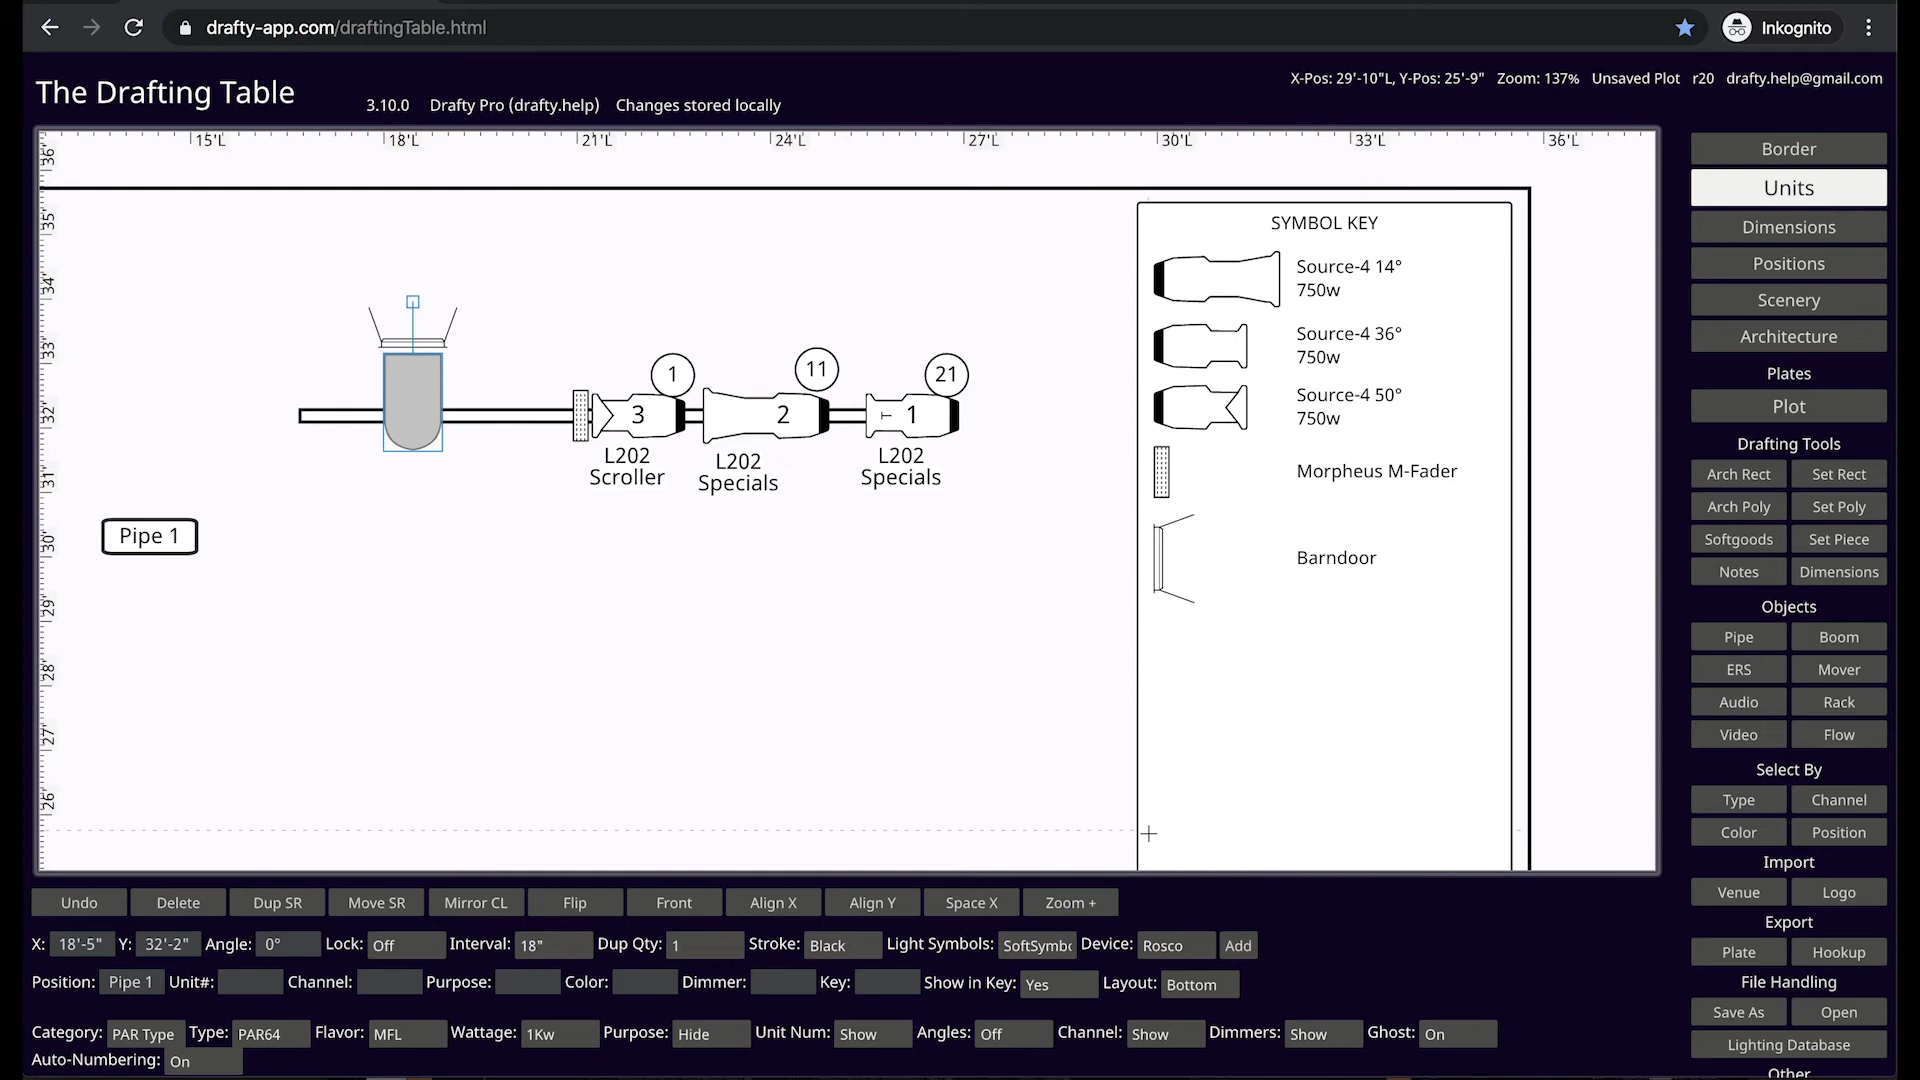 drafty-app.com/draftingTable.html
Inkognito
The Drafting Table
3.10.0 Drafty Pro (drafty.help) Changes stored locally
X-Pos: 29'-10"L, Y-Pos: 25'-9" Zoom: 137% Unsaved Plot r20 drafty.help@gmail.com
15'L 18'L 21'L 24'L 27'L 30'L 33'L 36'L
36'
35'
34'
33'
32'
31'
30'
29'
28'
27'
26'
1 11 21
3 2 1
L202
Scroller
L202
Specials
L202
Specials
Pipe 1
SYMBOL KEY
Source-4 14°
750w
Source-4 36°
750w
Source-4 50°
750w
Morpheus M-Fader
Barndoor
Border
Units
Dimensions
Positions
Scenery
Architecture
Plates
Plot
Drafting Tools
Arch Rect Set Rect
Arch Poly Set Poly
Softgoods Set Piece
Notes Dimensions
Objects
Pipe Boom
ERS Mover
Audio Rack
Video Flow
Select By
Type Channel
Color Position
Import
Venue Logo
Export
Plate Hookup
File Handling
Save As Open
Lighting Database
Other
Undo Delete Dup SR Move SR Mirror CL Flip Front Align X Align Y Space X Zoom +
X: 18'-5" Y: 32'-2" Angle: 0° Lock: Off Interval: 18" Dup Qty: 1 Stroke: Black Light Symbols: SoftSymbc Device: Rosco Add
Position: Pipe 1 Unit#: Channel: Purpose: Color: Dimmer: Key: Show in Key: Yes Layout: Bottom
Category: PAR Type Type: PAR64 Flavor: MFL Wattage: 1Kw Purpose: Hide Unit Num: Show Angles: Off Channel: Show Dimmers: Show Ghost: On
Auto-Numbering: On